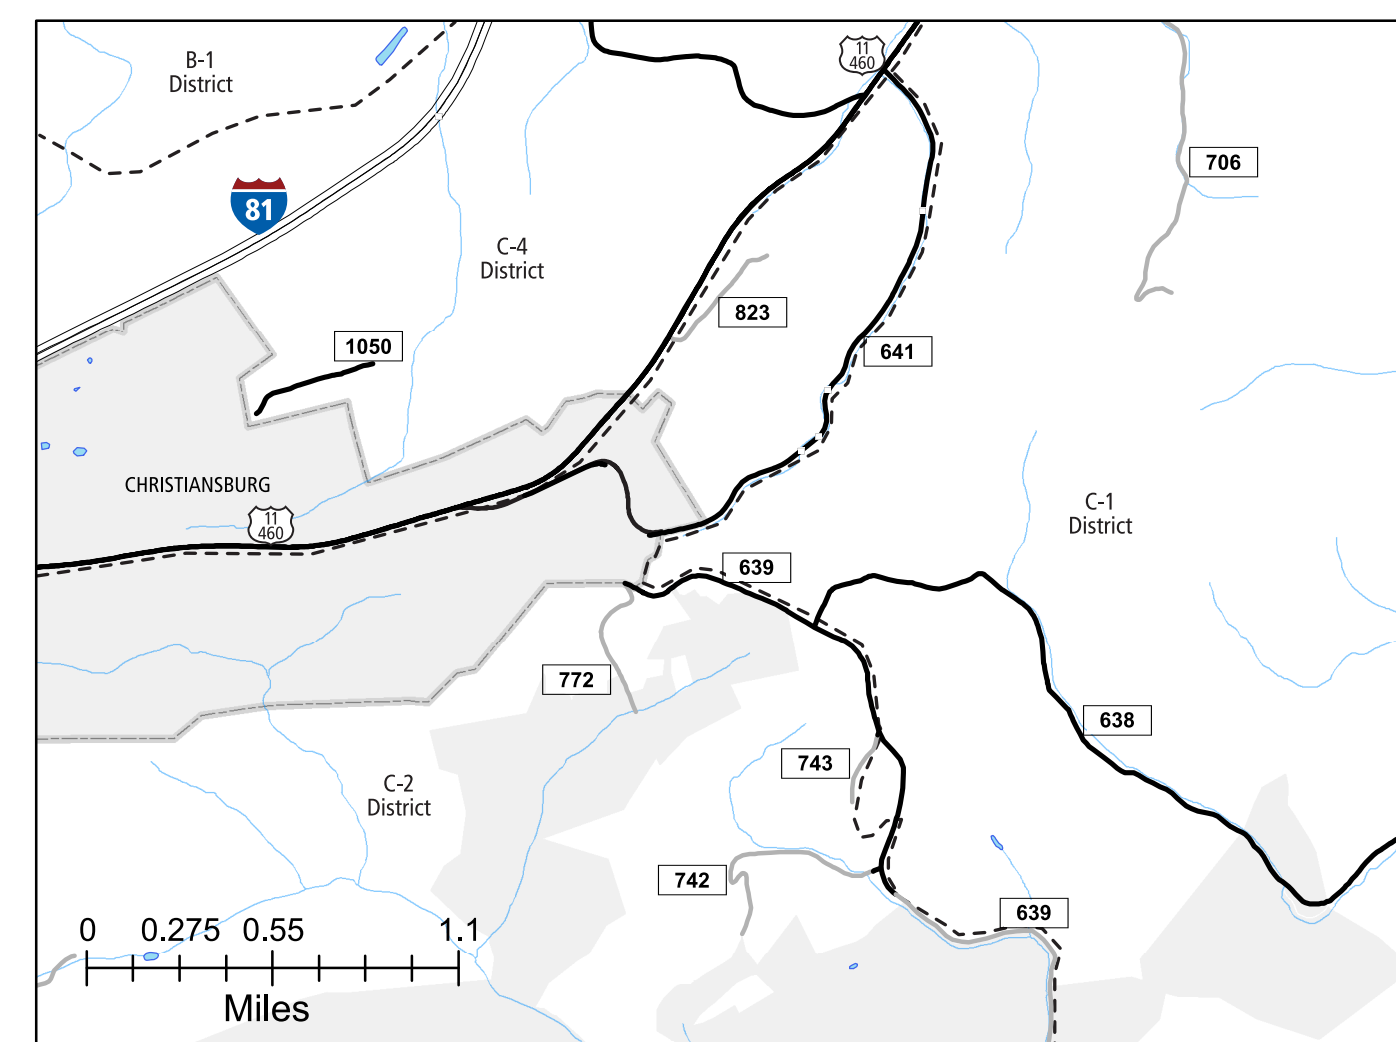 B-1
District
11
460
706
81
C-4
District
823
1050
641
CHRISTIANSBURG
11
460
C-1
District
639
772
638
743
C-2
District
742
639
0 0.275 0.55 1.1
Miles